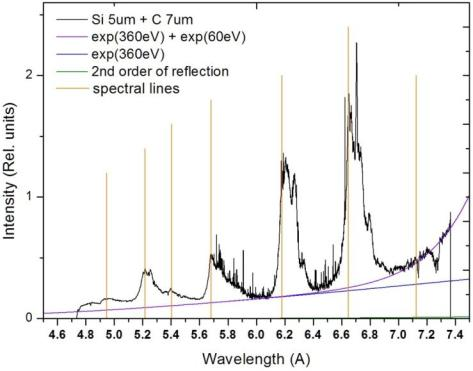 Si 5um + C 7um
exp(360eV) + exp(60eV)
exp(360eV)
2nd order of reflection
spectral lines
Intensity (Rel. units)
2
1
0
4.6 4.8 5.0 5.2 5.4 5.6 5.8 6.0 6.2 6.4 6.6 6.8 7.0 7.2 7.4
Wavelength (A)